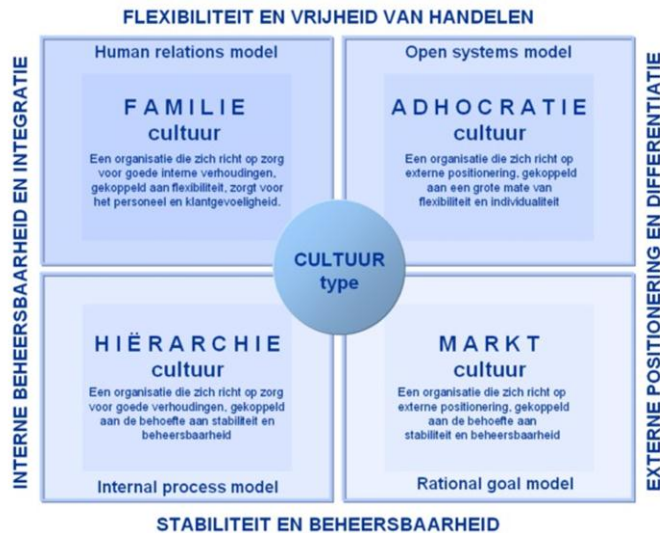 FLEXIBILITEIT EN VRIJHEID VAN HANDELEN
INTERNE BEHEERSBAARHEID EN INTEGRATIE
Human relations model
FAMILIE
cultuur
Een organisatie die zich richt op zorg
voor goede interne verhoudingen,
gekoppeld aan flexibiliteit, zorgt voor
het personeel en klantgevoeligheid.
Open systems model
ADHOCRATIE
cultuur
Een organisatie die zich richt op
externe positionering, gekoppeld
aan een grote mate van
flexibiliteit en individualiteit
CULTUUR
type
HIËRARCHIE
cultuur
Een organisatie die zich richt op zorg
voor goede verhoudingen, gekoppeld
aan de behoefte aan stabiliteit en
beheersbaarheid
Internal process model
MARKT
cultuur
Een organisatie die zich richt op
externe positionering, gekoppeld
aan de behoefte aan
stabiliteit en beheersbaarheid
Rational goal model
EXTERNE POSITIONERING EN DIFFERENTIATIE
STABILITEIT EN BEHEERSBAARHEID